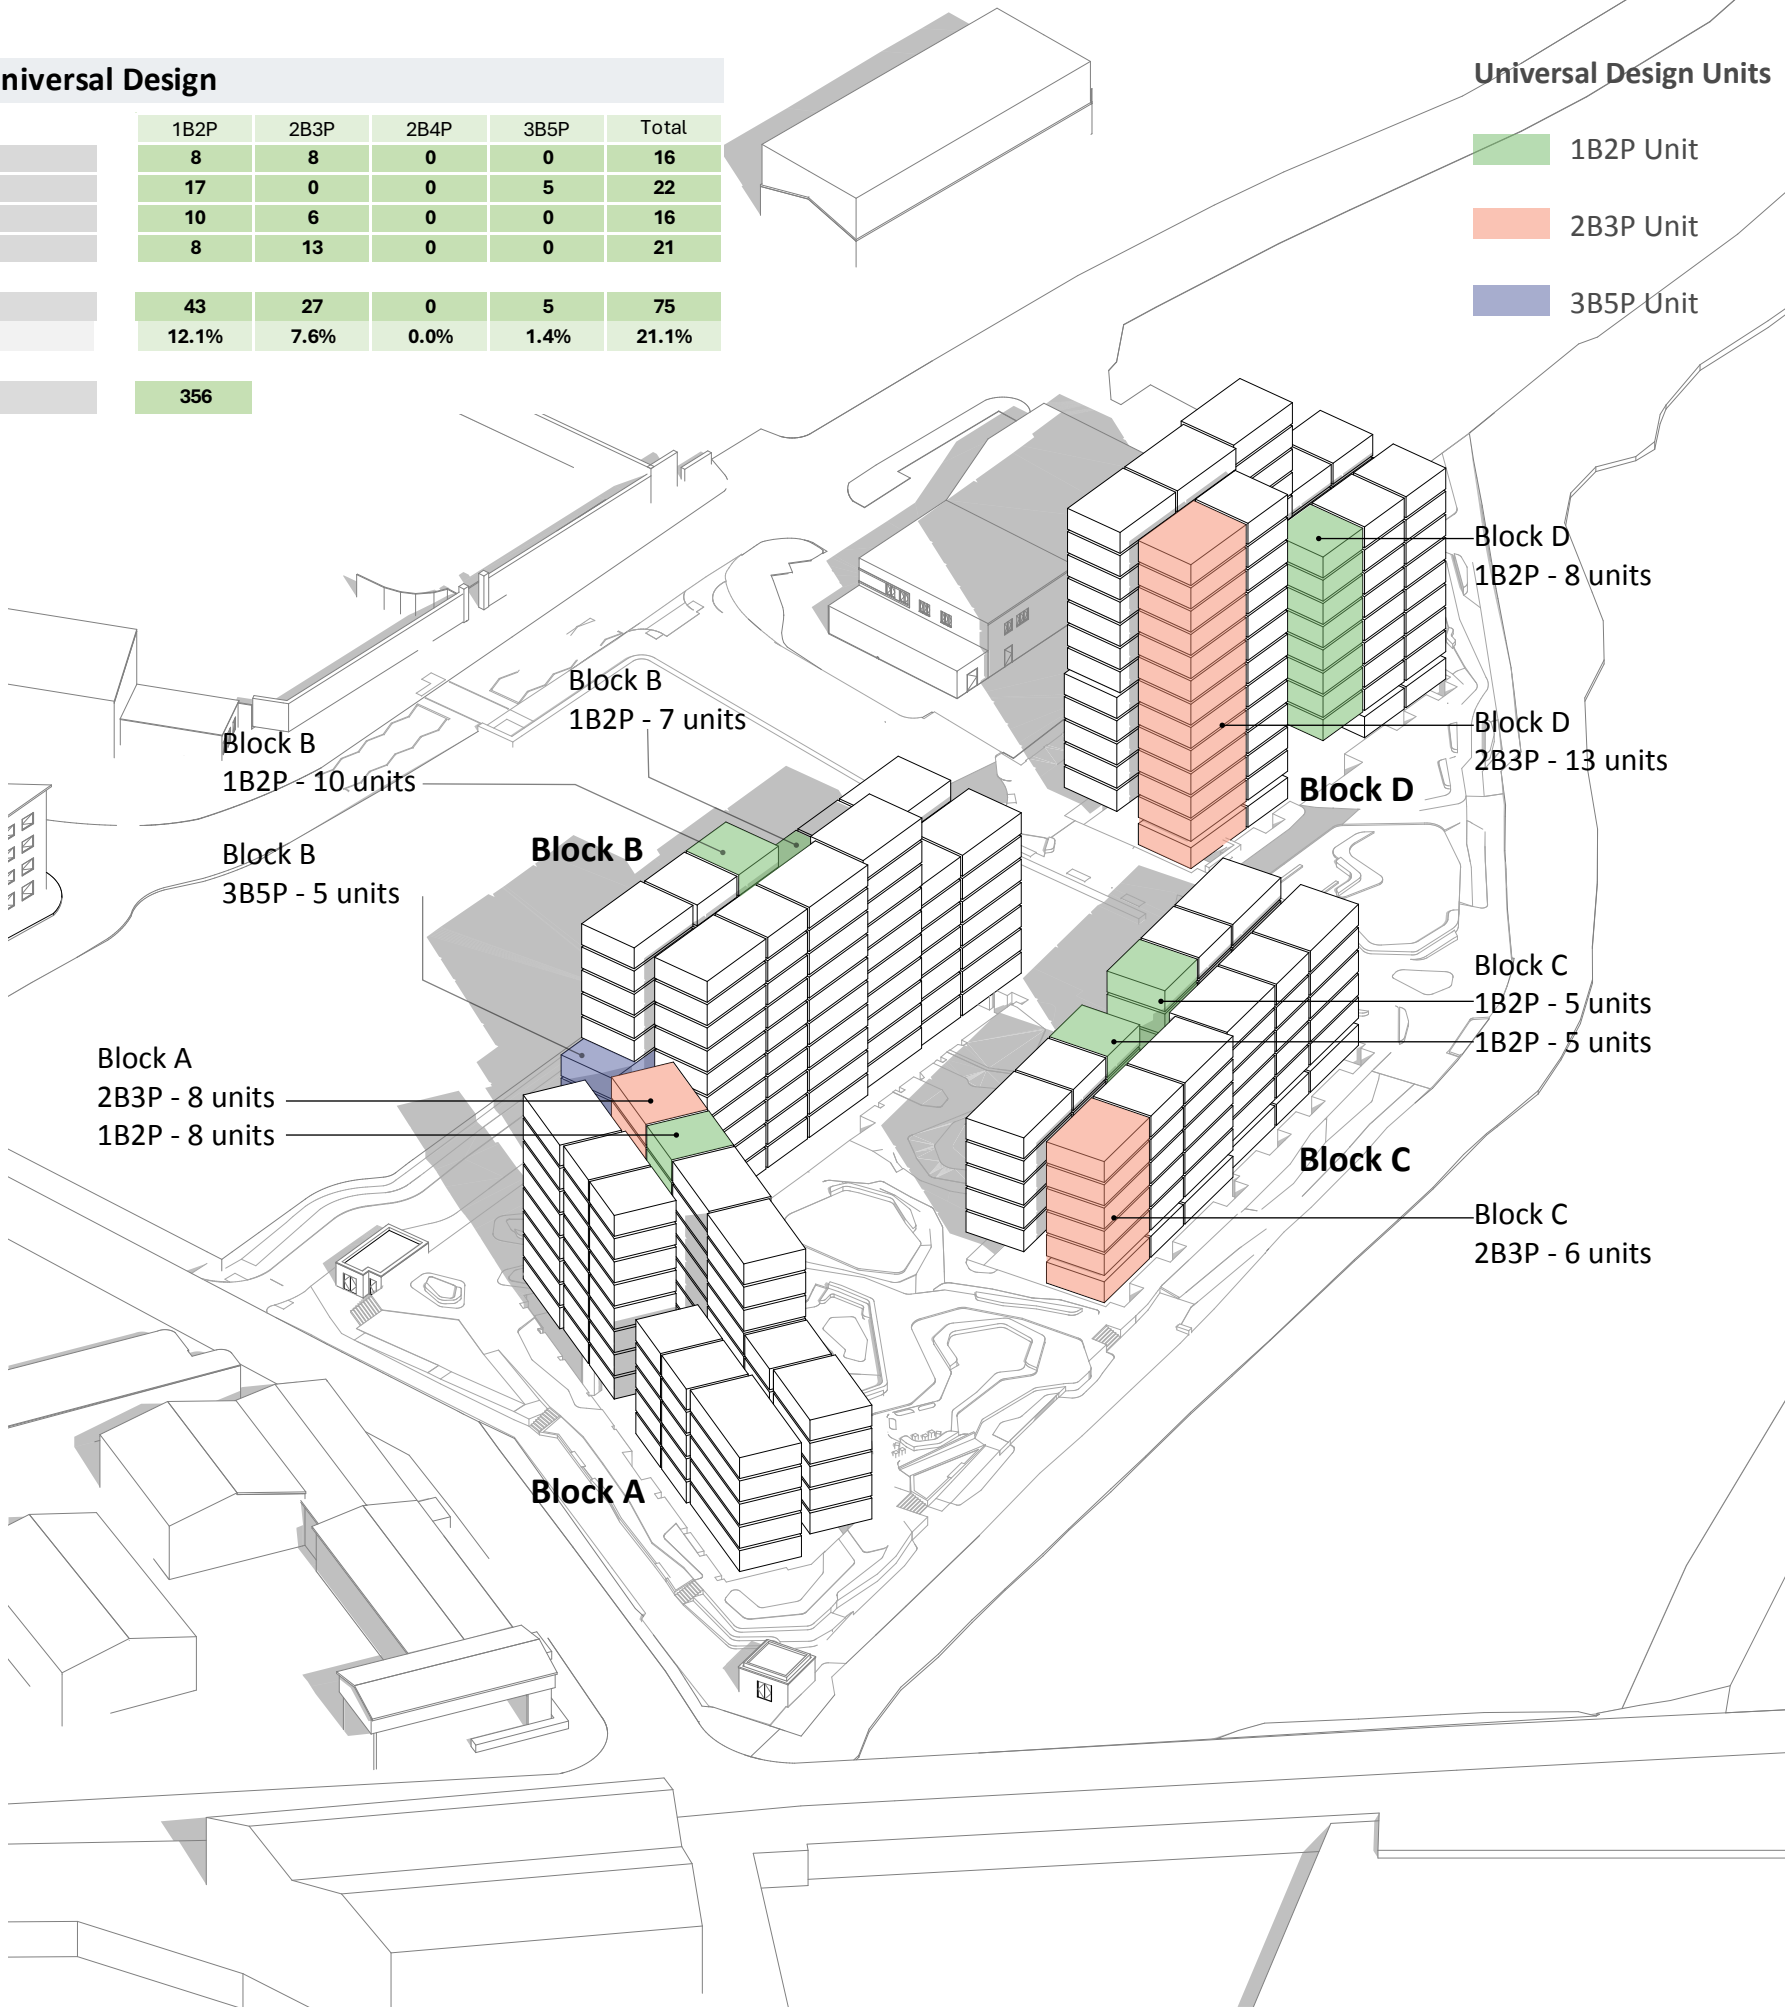 niversal Design
1B2P 2B3P 2B4P 3B5P Total
8 8 0 0 16
17 0 0 5 22
10 6 0 0 16
8 13 0 0 21
43 27 0 5 75
12.1% 7.6% 0.0% 1.4% 21.1%
356
Universal Design Units
1B2P Unit
2B3P Unit
3B5P Unit
Block D
1B2P - 8 units
Block D
2B3P - 13 units
Block D
Block B
1B2P - 7 units
Block B
1B2P - 10 units
Block B
Block B
3B5P - 5 units
Block C
1B2P - 5 units
1B2P - 5 units
Block A
2B3P - 8 units
1B2P - 8 units
Block C
Block C
2B3P - 6 units
Block A